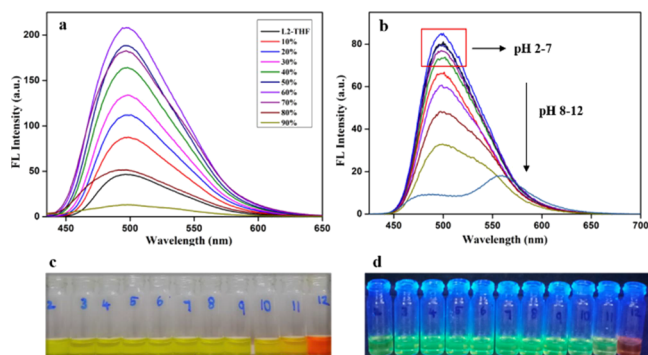 a
FL Intensity (a.u.)
200
150
100
50
0
450
500
550
600
650
Wavelength (nm)
L2-THF
10%
20%
30%
40%
50%
60%
70%
80%
90%
b
FL Intensity (a.u.)
80
60
40
20
0
450
500
550
600
650
700
Wavelength (nm)
pH 2-7
pH 8-12
c
2 3 4 5 6 7 8 9 10 11 12
d